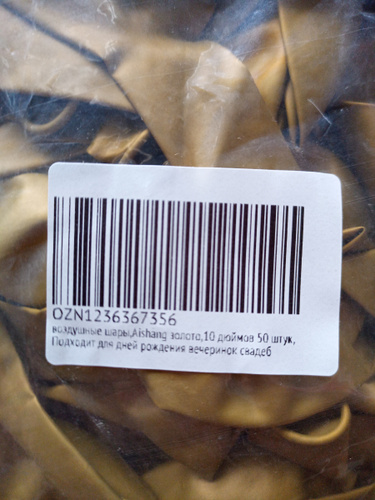 OZN1236367356
воздушные шары,Aishang золото,10 дюймов 50 штук,
Подходит для дней рождения вечеринок свадеб